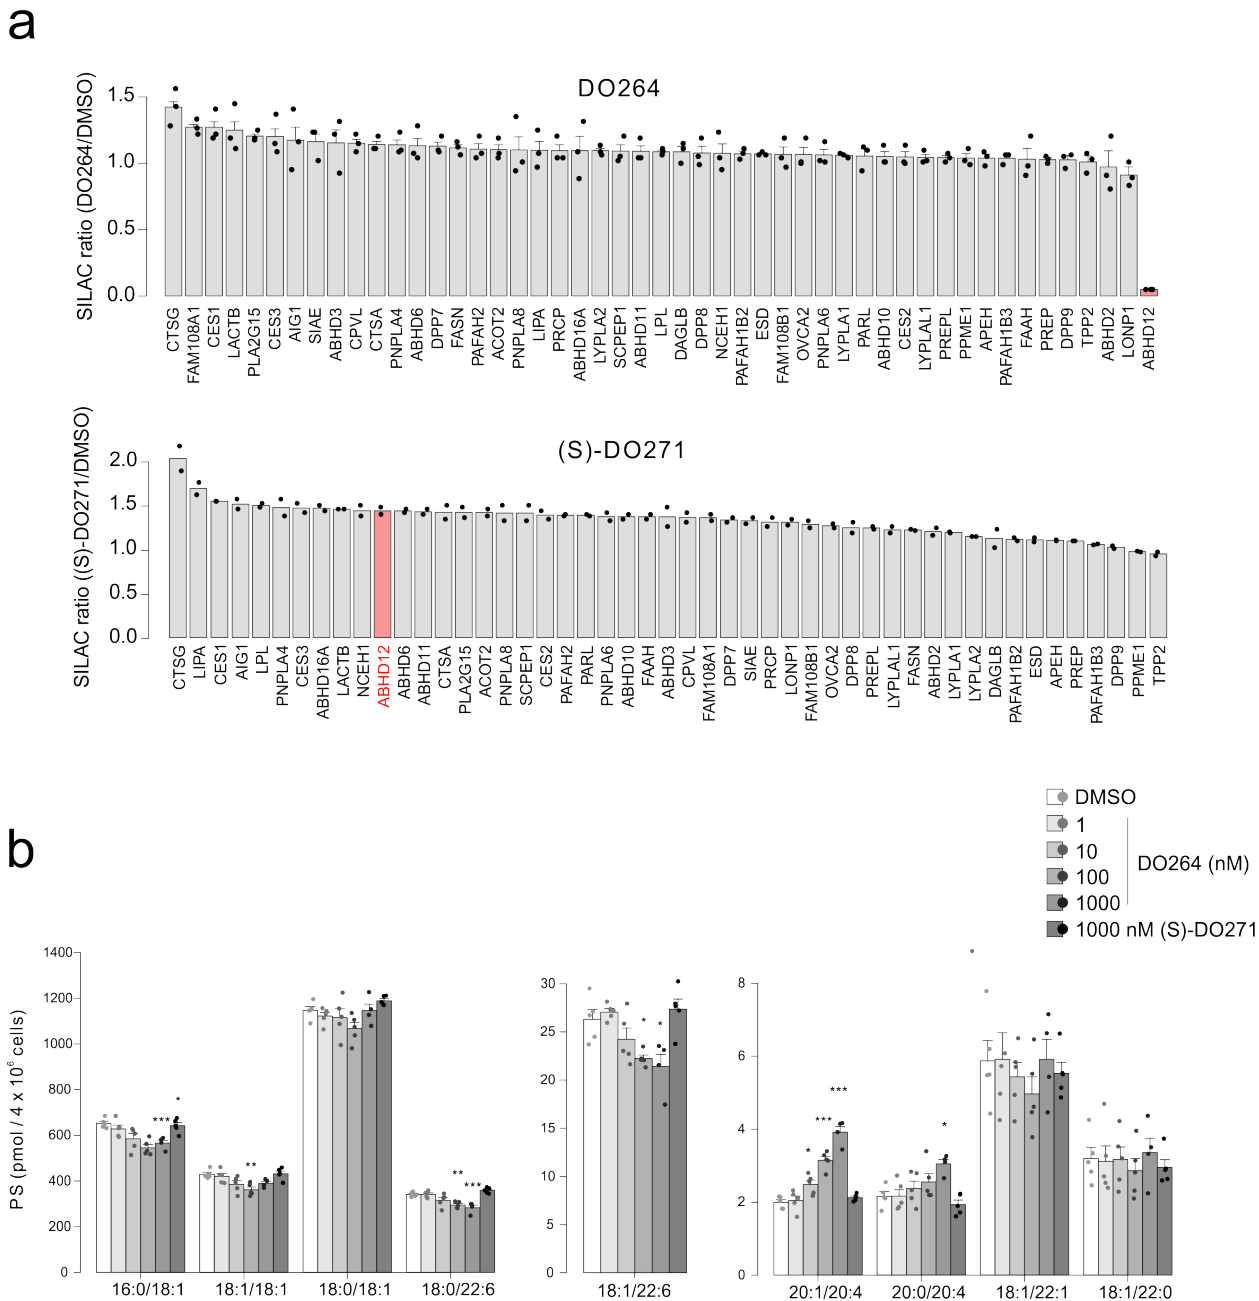 a
DO264
SILAC ratio (DO264/DMSO)
1.5
1.0
0.5
0.0
CTSG FAM108A1 CES1 LACTB PLA2G15 CES3 AIG1 SIAE ABHD3 CPVL CTSA PNPLA4 ABHD6 DPP7 FASN PAFAH2 ACOT2 PNPLA8 LIPA PRCP ABHD16A LYPLA2 SCPEP1 ABHD11 LPL DAGLB DPP8 NCEH1 PAFAH1B2 ESD FAM108B1 OVCA2 PNPLA6 LYPLA1 PARL ABHD10 CES2 LYPLAL1 PREPL PPME1 APEH PAFAH1B3 FAAH PREP DPP9 TPP2 ABHD2 LONP1 ABHD12
(S)-DO271
SILAC ratio ((S)-DO271/DMSO)
2.0
1.5
1.0
0.5
0.0
CTSG LIPA CES1 AIG1 LPL PNPLA4 CES3 ABHD16A LACTB NCEH1 ABHD12 ABHD6 ABHD11 CTSA PLA2G15 ACOT2 PNPLA8 SCPEP1 CES2 PAFAH2 PARL PNPLA6 ABHD10 FAAH ABHD3 CPVL FAM108A1 DPP7 SIAE PRCP LONP1 FAM108B1 OVCA2 DPP8 PREPL LYPLAL1 FASN ABHD2 LYPLA1 LYPLA2 DAGLB PAFAH1B2 ESD APEH PREP PAFAH1B3 DPP9 PPME1 TPP2
b
DMSO
1
10
100
1000
DO264 (nM)
1000 nM (S)-DO271
PS (pmol / 4 x 10⁶ cells)
1400
1200
1000
800
600
400
200
0
*** *
**
** ***
16:0/18:1 18:1/18:1 18:0/18:1 18:0/22:6
30
25
20
15
10
5
0
* *
18:1/22:6
8
6
4
2
0
* *** ***
*
20:1/20:4 20:0/20:4 18:1/22:1 18:1/22:0